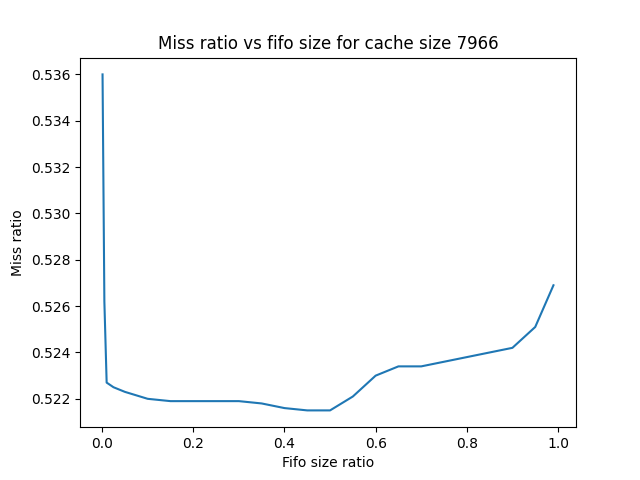 Miss ratio vs fifo size for cache size 7966
0.536
0.534
0.532
0.530
0.528
0.526
0.524
0.522
Miss ratio
0.0 0.2 0.4 0.6 0.8 1.0
Fifo size ratio